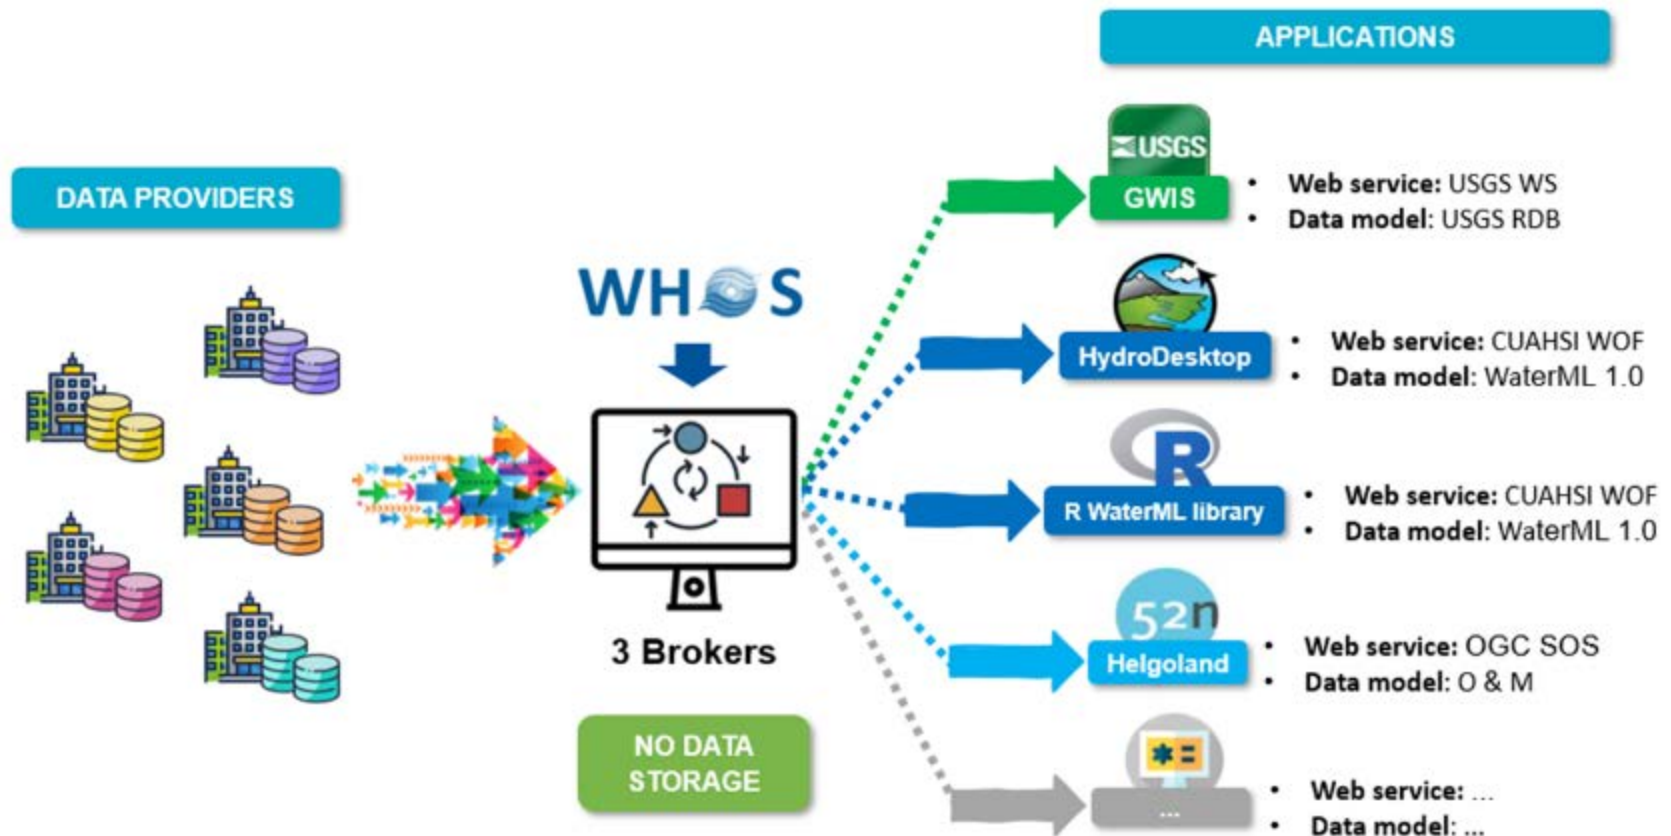 APPLICATIONS
DATA PROVIDERS
WHOS
3 Brokers
NO DATA
STORAGE
USGS
GWIS
• Web service: USGS WS
• Data model: USGS RDB
HydroDesktop
• Web service: CUAHSI WOF
• Data model: WaterML 1.0
R
R WaterML library
• Web service: CUAHSI WOF
• Data model: WaterML 1.0
52n
Helgoland
• Web service: OGC SOS
• Data model: O & M
* =
...
• Web service: ...
• Data model: ...